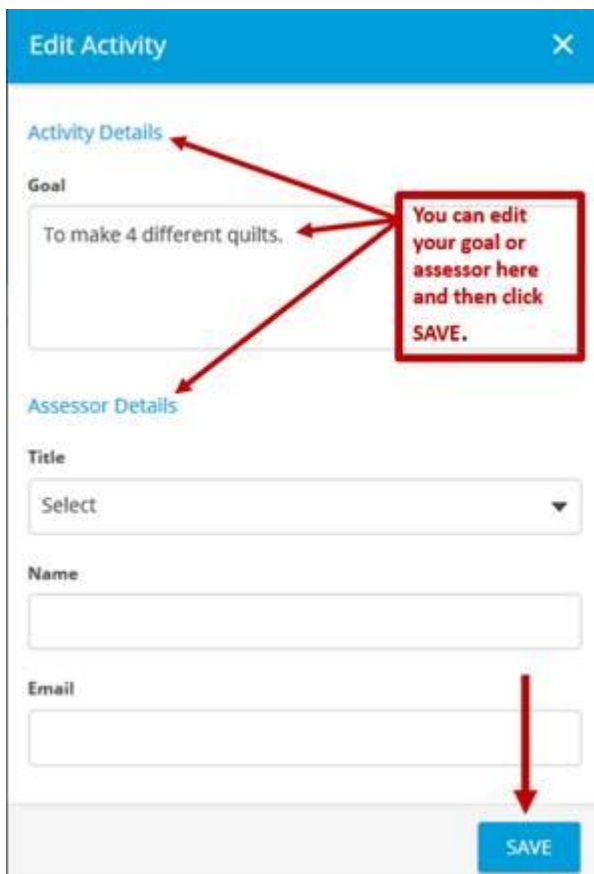 Edit Activity
Activity Details
Goal
To make 4 different quilts.
You can edit
your goal or
assessor here
and then click
SAVE.
Assessor Details
Title
Select
Name
Email
SAVE